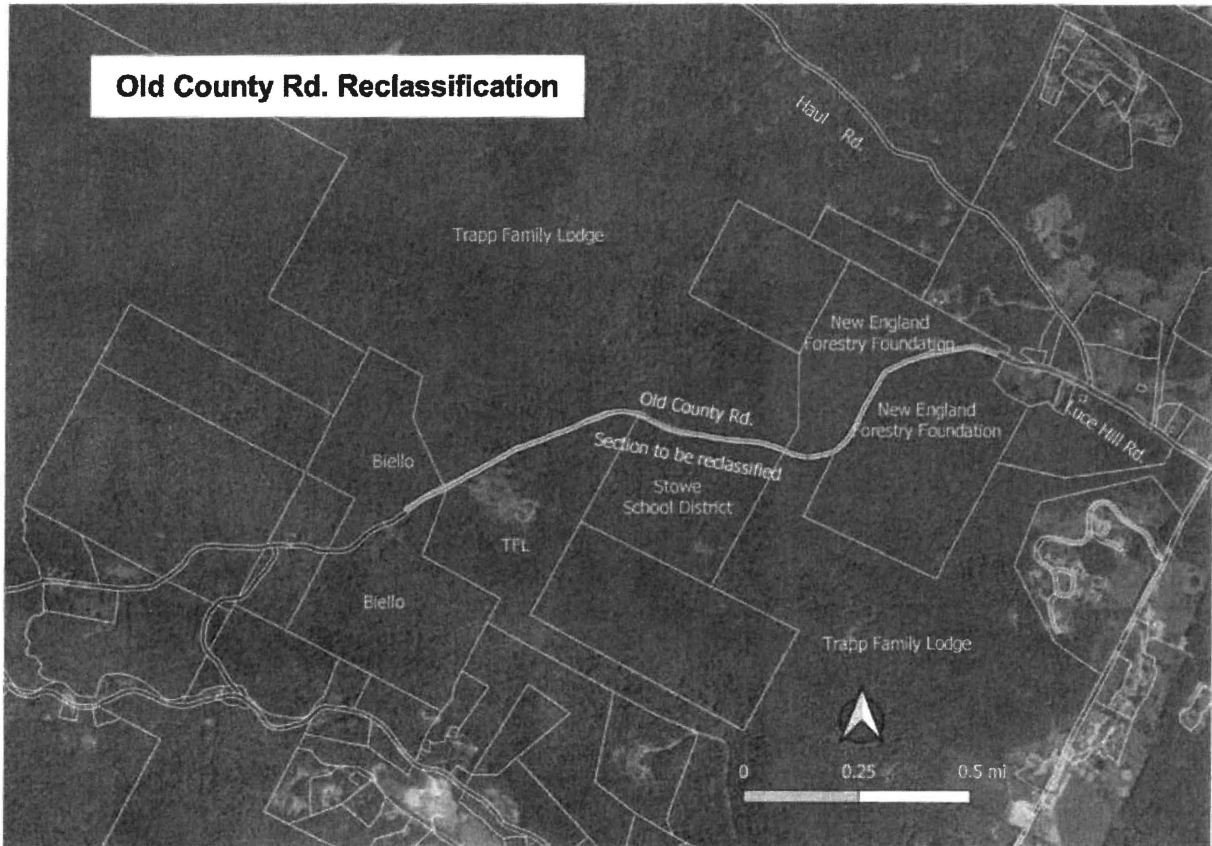 Old County Rd. Reclassification
Haul Rd.
Trapp Family Lodge
New England
Forestry Foundation
Old County Rd.
New England
Forestry Foundation
Luce Hill Rd.
Section to be reclassified
Biello
Stowe
School District
TFL
Biello
Trapp Family Lodge
0 0.25 0.5 mi